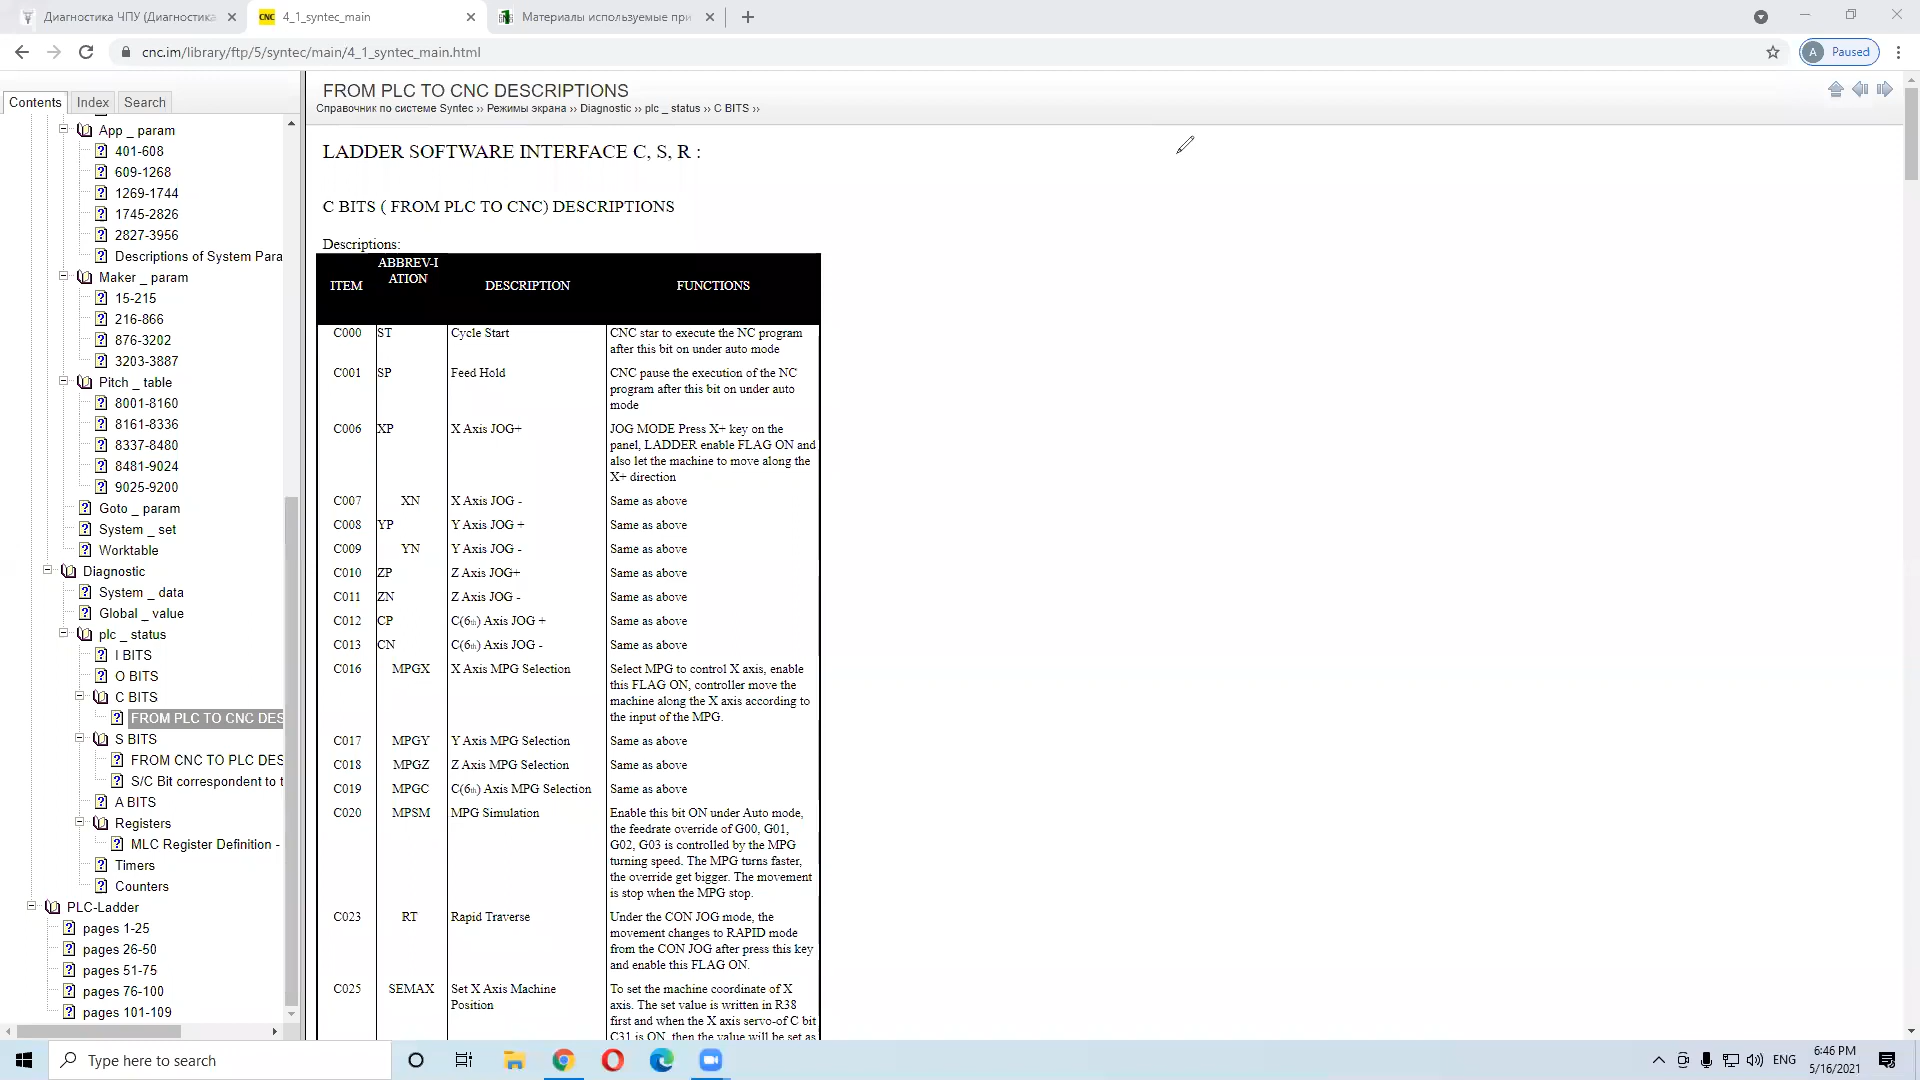 Диагностика ЧПУ (Диагностика
CNC 4_1_syntec_main
Материалы используемые при
cnc.im/library/ftp/5/syntec/main/4_1_syntec_main.html
A Paused
Contents Index Search
App _ param
401-608
609-1268
1269-1744
1745-2826
2827-3956
Descriptions of System Para
Maker _ param
15-215
216-866
876-3202
3203-3887
Pitch _ table
8001-8160
8161-8336
8337-8480
8481-9024
9025-9200
Goto _ param
System _ set
Worktable
Diagnostic
System _ data
Global _ value
plc _ status
I BITS
O BITS
C BITS
FROM PLC TO CNC DES
S BITS
FROM CNC TO PLC DES
S/C Bit correspondent to t
A BITS
Registers
MLC Register Definition -
Timers
Counters
PLC-Ladder
pages 1-25
pages 26-50
pages 51-75
pages 76-100
pages 101-109
FROM PLC TO CNC DESCRIPTIONS
Справочник по системе Syntec ›› Режимы экрана ›› Diagnostic ›› plc _ status ›› C BITS ››
LADDER SOFTWARE INTERFACE C, S, R :
C BITS ( FROM PLC TO CNC) DESCRIPTIONS
Descriptions:
ITEM ABBREV-I DESCRIPTION FUNCTIONS
ATION
C000 ST Cycle Start CNC star to execute the NC program
after this bit on under auto mode
C001 SP Feed Hold CNC pause the execution of the NC
program after this bit on under auto
mode
C006 XP X Axis JOG+ JOG MODE Press X+ key on the
panel, LADDER enable FLAG ON and
also let the machine to move along the
X+ direction
C007 XN X Axis JOG - Same as above
C008 YP Y Axis JOG + Same as above
C009 YN Y Axis JOG - Same as above
C010 ZP Z Axis JOG+ Same as above
C011 ZN Z Axis JOG - Same as above
C012 CP C(6th) Axis JOG + Same as above
C013 CN C(6th) Axis JOG - Same as above
C016 MPGX X Axis MPG Selection Select MPG to control X axis, enable
this FLAG ON, controller move the
machine along the X axis according to
the input of the MPG.
C017 MPGY Y Axis MPG Selection Same as above
C018 MPGZ Z Axis MPG Selection Same as above
C019 MPGC C(6th) Axis MPG Selection Same as above
C020 MPSM MPG Simulation Enable this bit ON under Auto mode,
the feedrate override of G00, G01,
G02, G03 is controlled by the MPG
turning speed. The MPG turns faster,
the override get bigger. The movement
is stop when the MPG stop.
C023 RT Rapid Traverse Under the CON JOG mode, the
movement changes to RAPID mode
from the CON JOG after press this key
and enable this FLAG ON.
C025 SEMAX Set X Axis Machine To set the machine coordinate of X
Position axis. The set value is written in R38
first and when the X axis servo-of C bit
C31 is ON, then the value will be set as
Type here to search
ENG
6:46 PM
5/16/2021